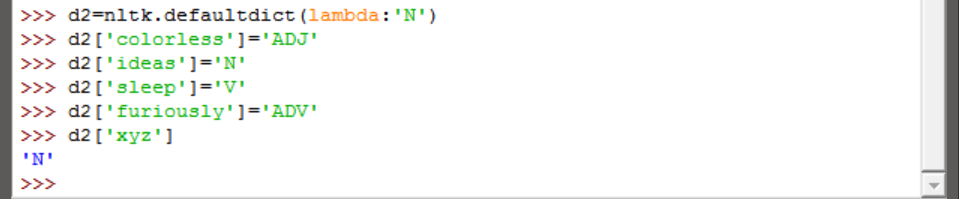 >>> d2=nltk.defaultdict(lambda:'N')
>>> d2['colorless']='ADJ'
>>> d2['ideas']='N'
>>> d2['sleep']='V'
>>> d2['furiously']='ADV'
>>> d2['xyz']
'N'
>>>